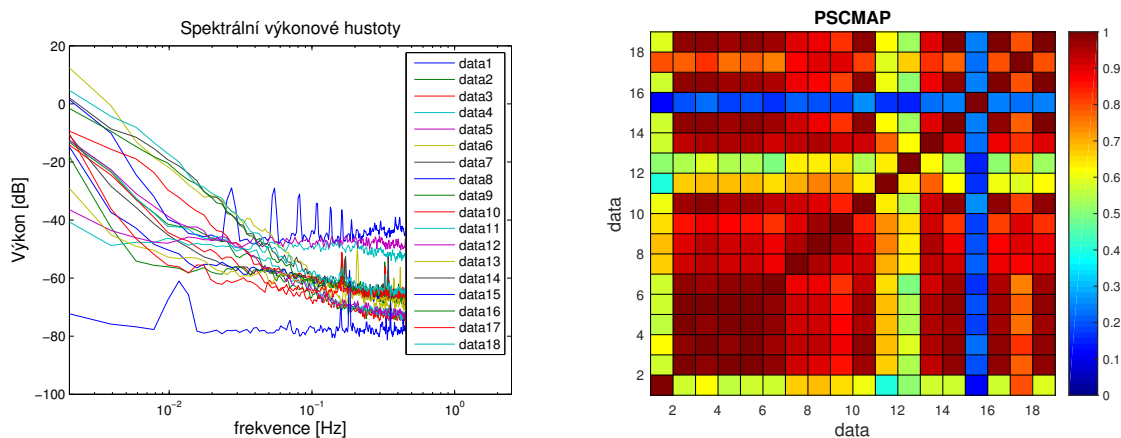 Spektrální výkonové hustoty
20
0
−20
−40
−60
−80
−100
Výkon [dB]
10−2
10−1
100
frekvence [Hz]
data1
data2
data3
data4
data5
data6
data7
data8
data9
data10
data11
data12
data13
data14
data15
data16
data17
data18
PSCMAP
18
16
14
12
10
8
6
4
2
data
2 4 6 8 10 12 14 16 18
data
1
0.9
0.8
0.7
0.6
0.5
0.4
0.3
0.2
0.1
0